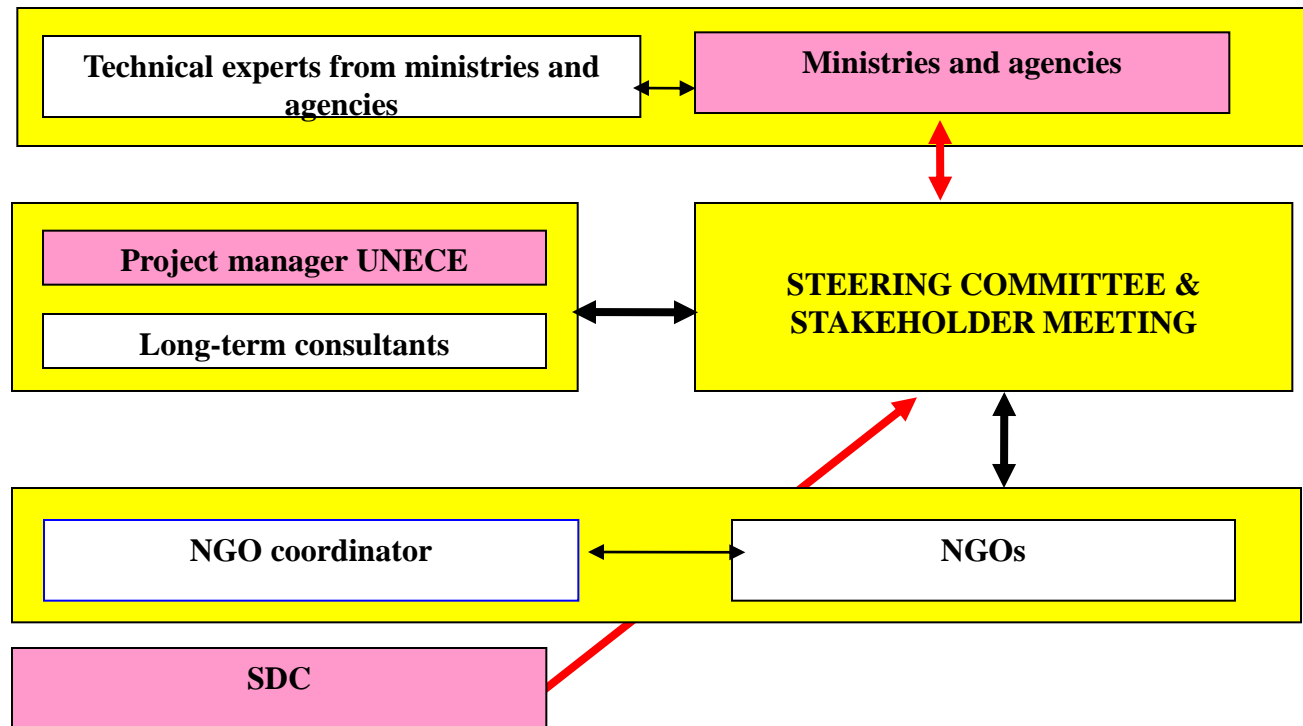 Technical experts from ministries and
agencies
Ministries and agencies
Project manager UNECE
Long-term consultants
STEERING COMMITTEE &
STAKEHOLDER MEETING
NGO coordinator
NGOs
SDC